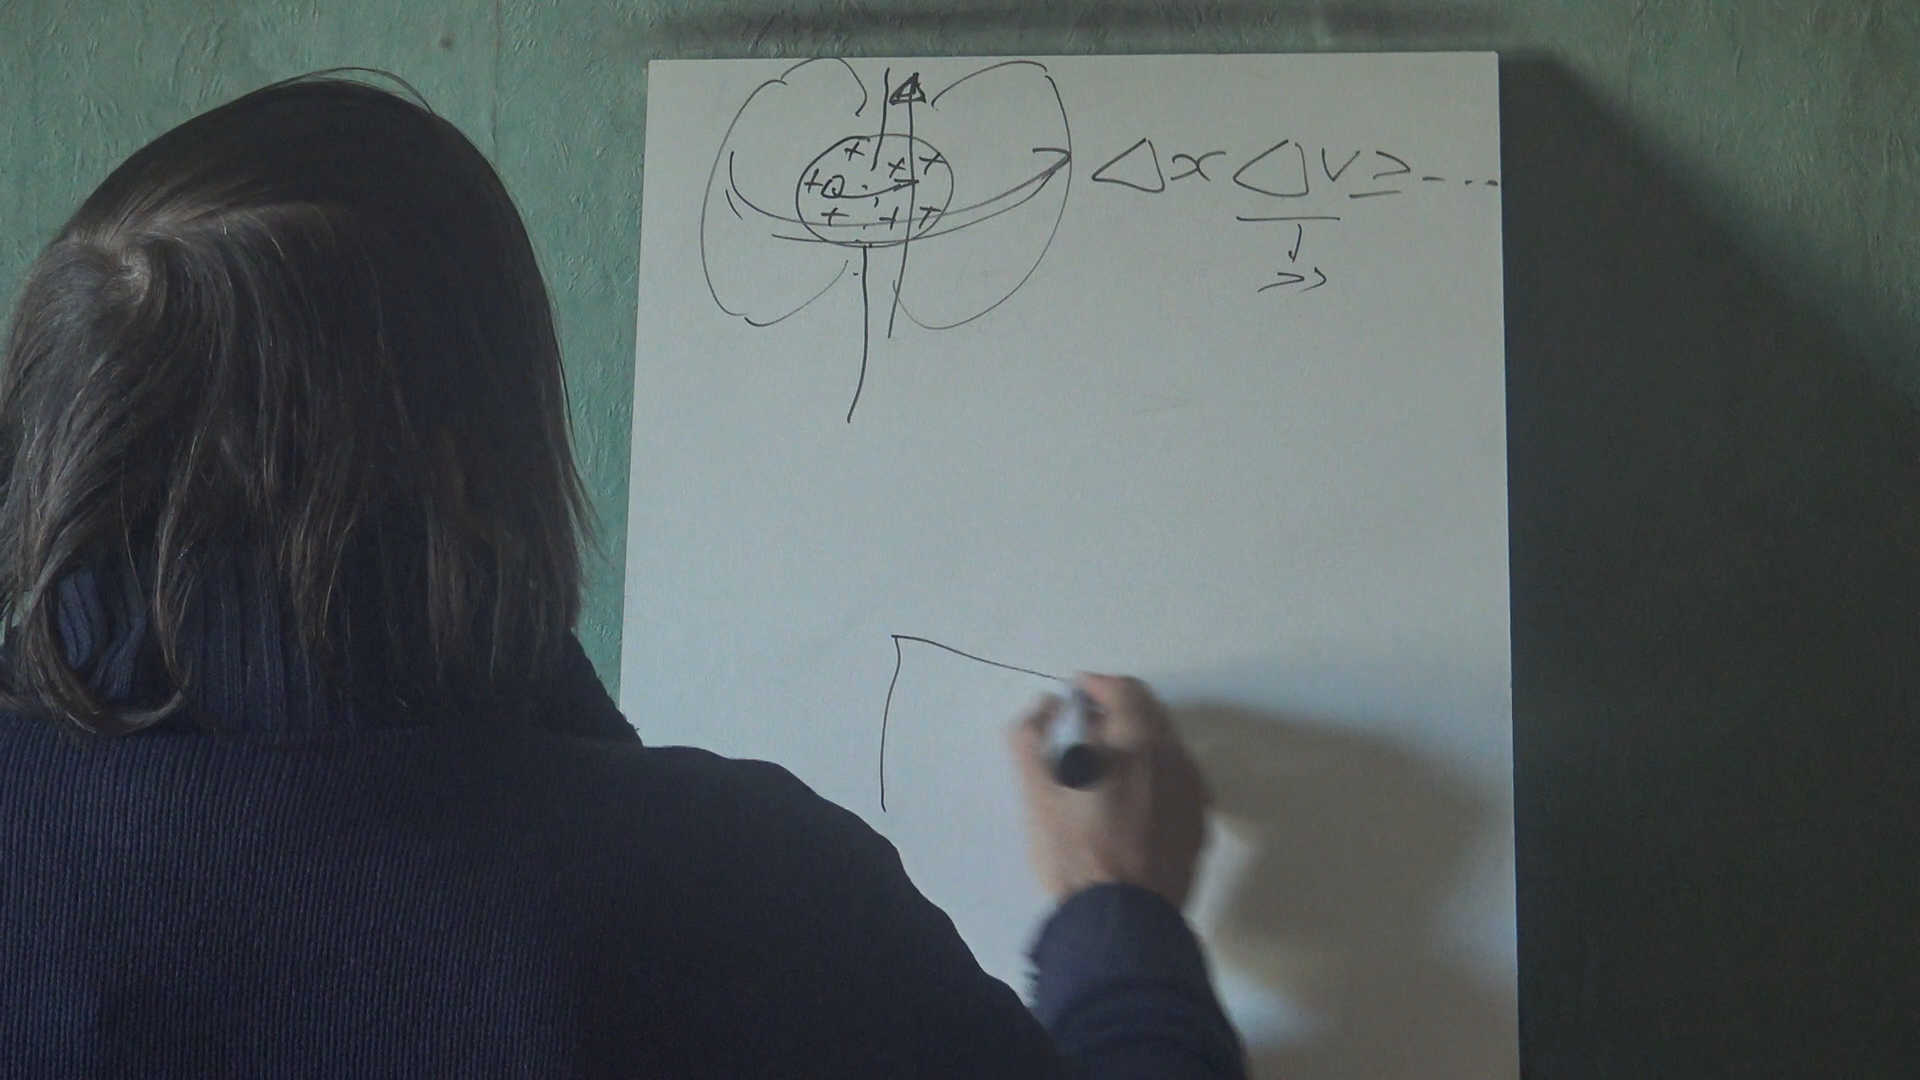 + + +
+ Q
+ + +
Δx ΔV ≥ ----
>>